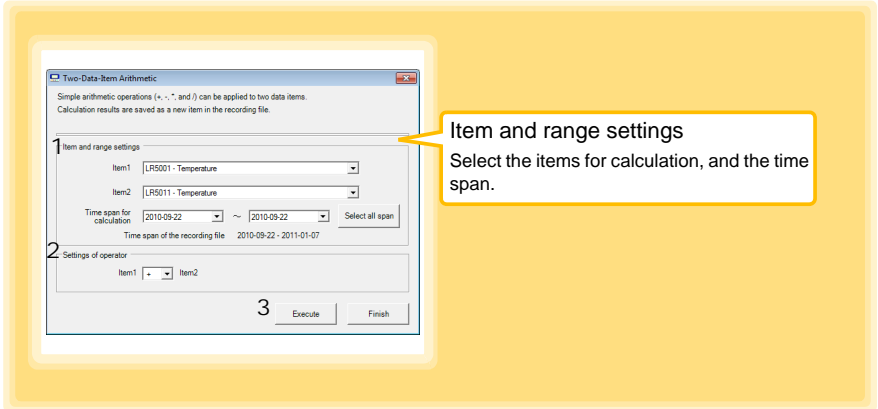 Two-Data-Item Arithmetic
Simple arithmetic operations (+, -, *, and /) can be applied to two data items.
Calculation results are saved as a new item in the recording file.
1
Item and range settings
Item1 LR5001 - Temperature
Item2 LR5011 - Temperature
Time span for
calculation 2010-09-22 ~ 2010-09-22 Select all span
Time span of the recording file 2010-09-22 - 2011-01-07
2
Settings of operator
Item1 + Item2
3
Execute Finish
Item and range settings
Select the items for calculation, and the time
span.